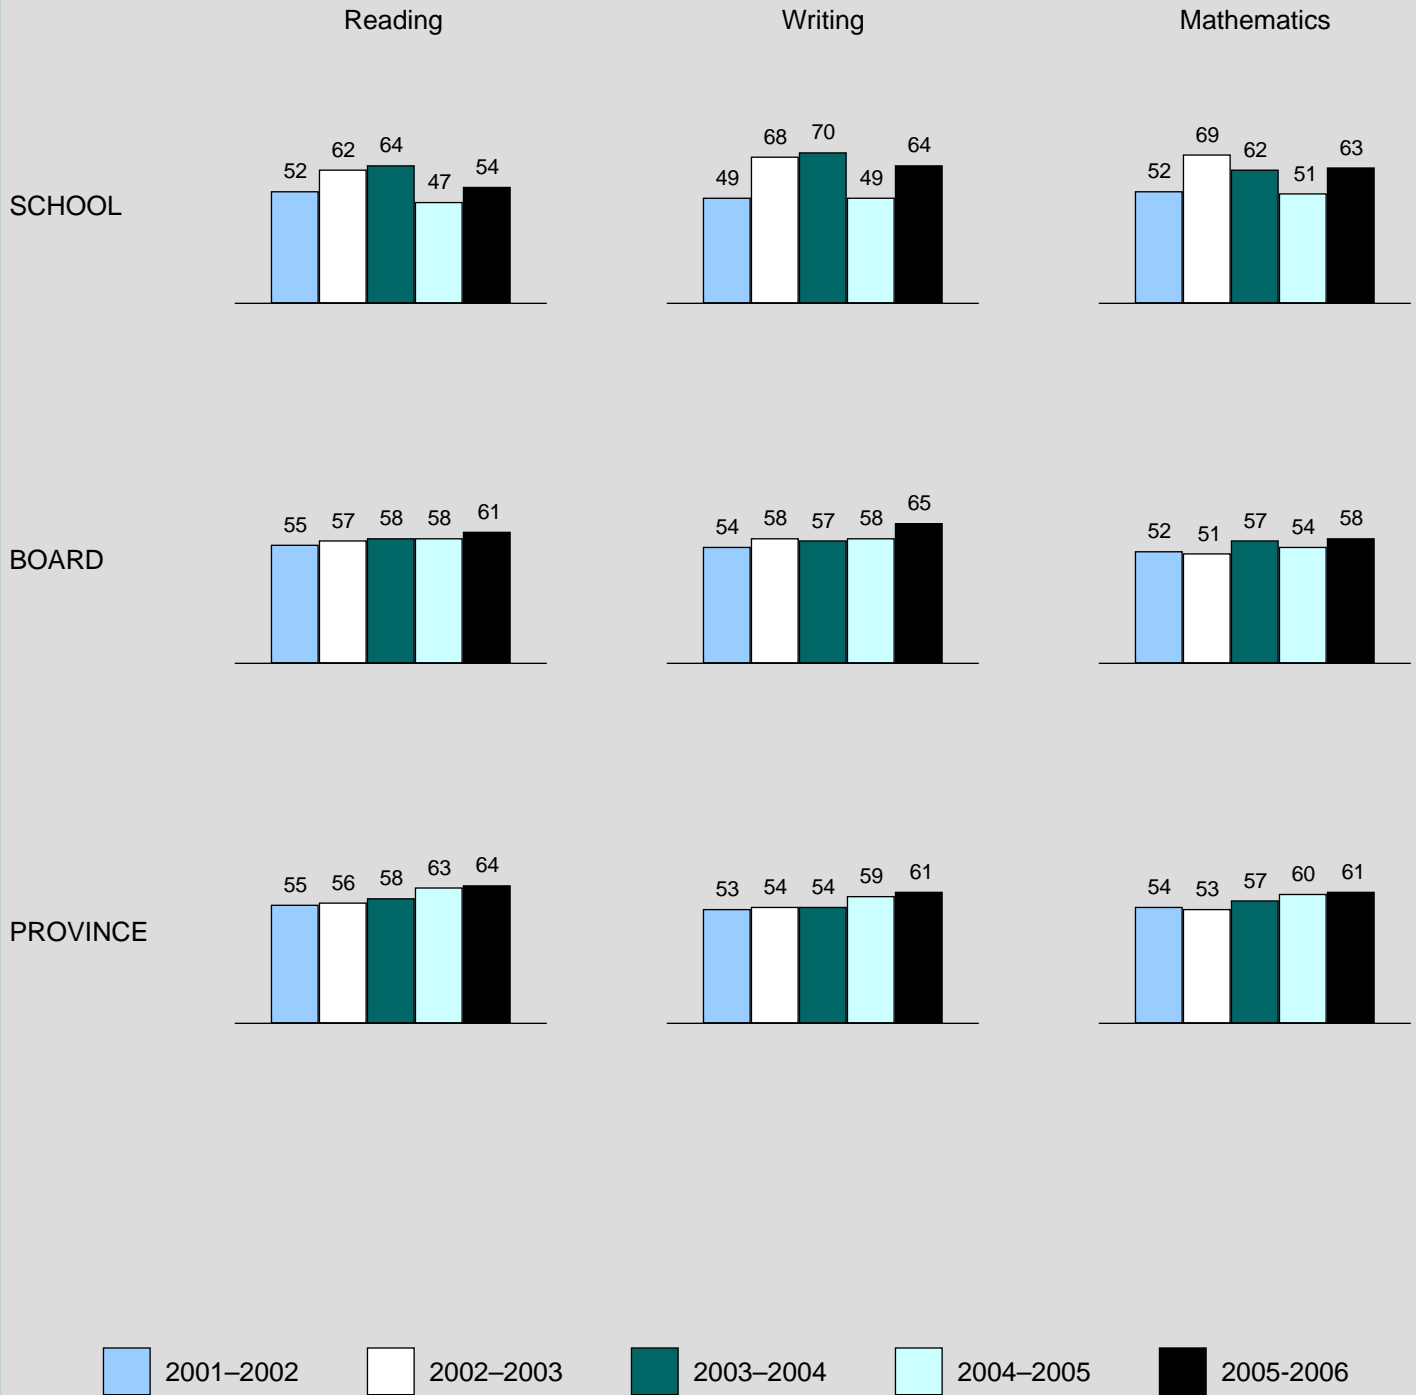 Reading Writing Mathematics
SCHOOL
52 62 64 47 54
49 68 70 49 64
52 69 62 51 63
BOARD
55 57 58 58 61
54 58 57 58 65
52 51 57 54 58
PROVINCE
55 56 58 63 64
53 54 54 59 61
54 53 57 60 61
2001–2002 2002–2003 2003–2004 2004–2005 2005-2006